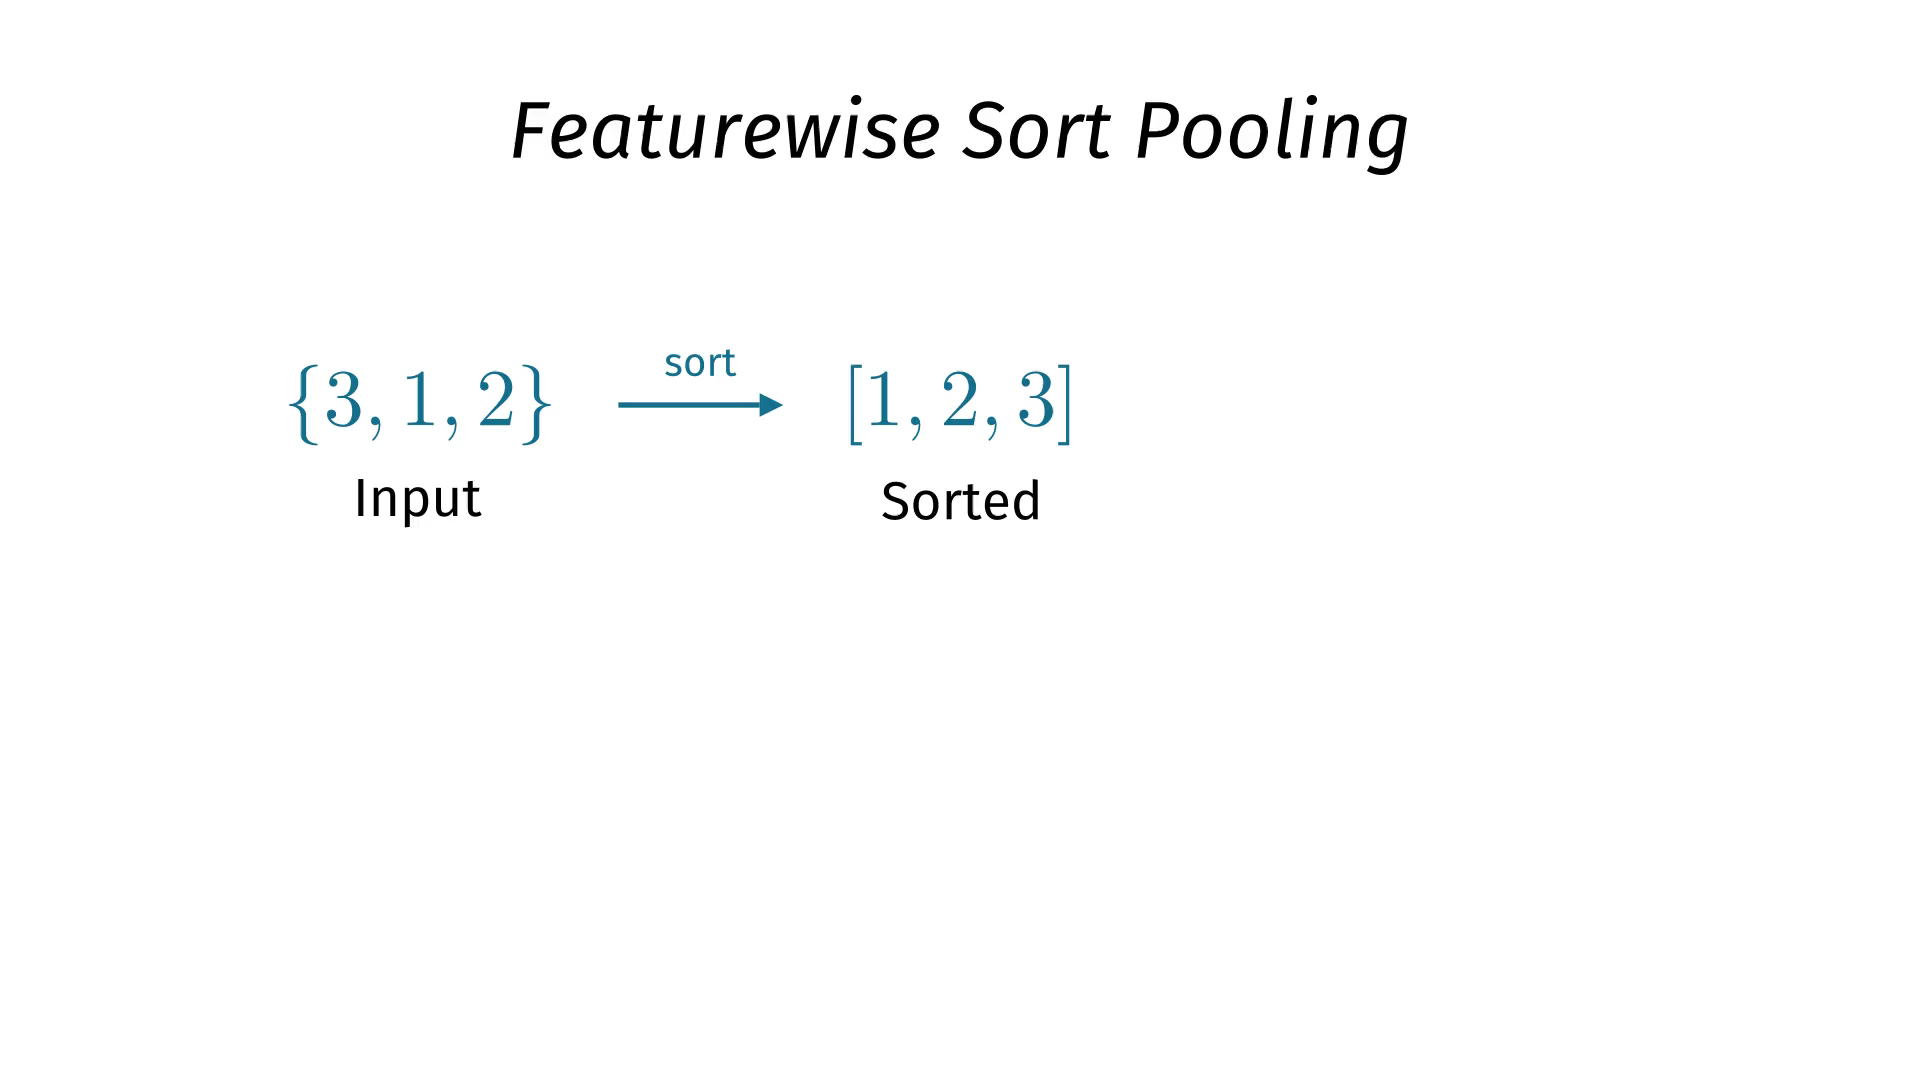 Featurewise Sort Pooling
sort
{3, 1, 2}
[1, 2, 3]
Input
Sorted